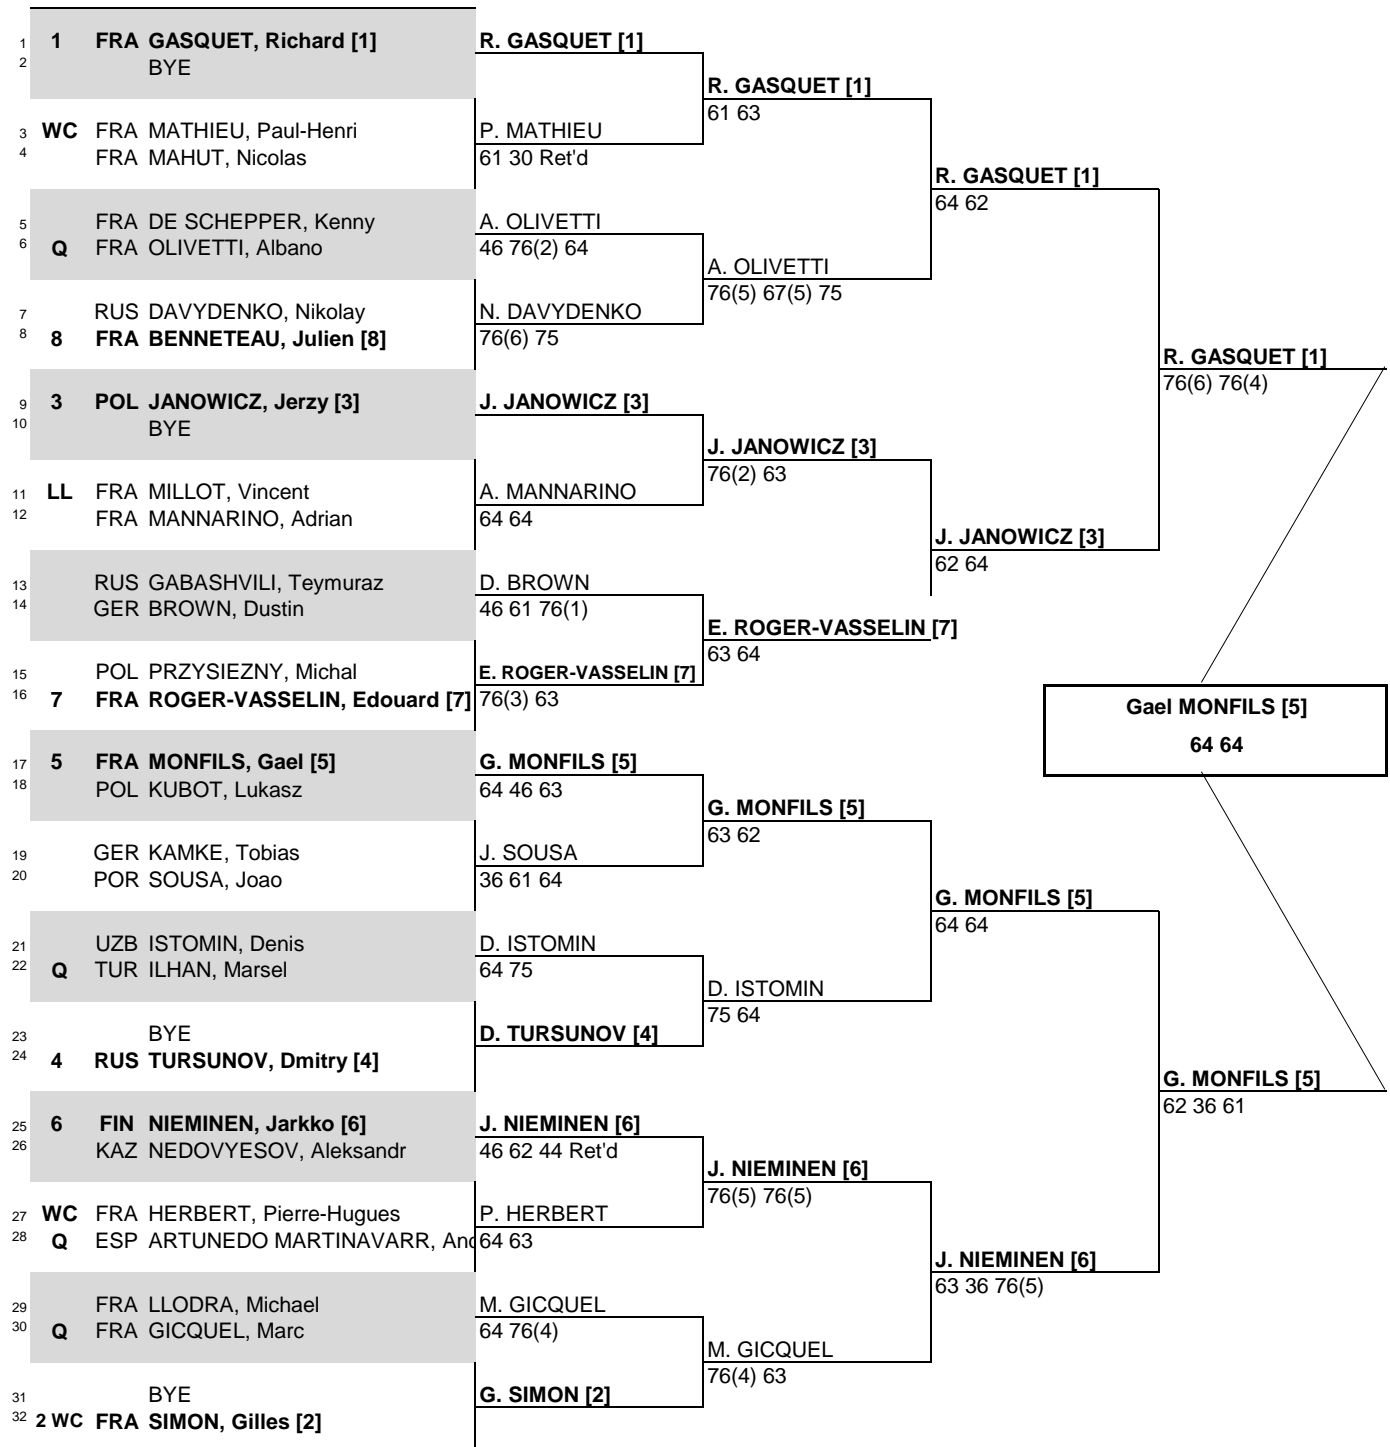 1 1 FRA GASQUET, Richard [1]
2 BYE
3 WC FRA MATHIEU, Paul-Henri
4 FRA MAHUT, Nicolas
5 FRA DE SCHEPPER, Kenny
6 Q FRA OLIVETTI, Albano
7 RUS DAVYDENKO, Nikolay
8 8 FRA BENNETEAU, Julien [8]
9 3 POL JANOWICZ, Jerzy [3]
10 BYE
11 LL FRA MILLOT, Vincent
12 FRA MANNARINO, Adrian
13 RUS GABASHVILI, Teymuraz
14 GER BROWN, Dustin
15 POL PRZYSIEZNY, Michal
16 7 FRA ROGER-VASSELIN, Edouard [7]
17 5 FRA MONFILS, Gael [5]
18 POL KUBOT, Lukasz
19 GER KAMKE, Tobias
20 POR SOUSA, Joao
21 UZB ISTOMIN, Denis
22 Q TUR ILHAN, Marsel
23 BYE
24 4 RUS TURSUNOV, Dmitry [4]
25 6 FIN NIEMINEN, Jarkko [6]
26 KAZ NEDOVYESOV, Aleksandr
27 WC FRA HERBERT, Pierre-Hugues
28 Q ESP ARTUNEDO MARTINAVARR,
29 FRA LLODRA, Michael
30 Q FRA GICQUEL, Marc
31 BYE
32 2 WC FRA SIMON, Gilles [2]
R. GASQUET [1]
P. MATHIEU
61 30 Ret'd
A. OLIVETTI
46 76(2) 64
N. DAVYDENKO
76(6) 75
J. JANOWICZ [3]
A. MANNARINO
64 64
D. BROWN
46 61 76(1)
E. ROGER-VASSELIN [7]
76(3) 63
G. MONFILS [5]
64 46 63
J. SOUSA
36 61 64
D. ISTOMIN
64 75
D. TURSUNOV [4]
J. NIEMINEN [6]
46 62 44 Ret'd
P. HERBERT
64 63
M. GICQUEL
64 76(4)
G. SIMON [2]
R. GASQUET [1]
61 63
A. OLIVETTI
76(5) 67(5) 75
J. JANOWICZ [3]
76(2) 63
E. ROGER-VASSELIN [7]
63 64
G. MONFILS [5]
63 62
D. ISTOMIN
75 64
J. NIEMINEN [6]
76(5) 76(5)
M. GICQUEL
76(4) 63
R. GASQUET [1]
64 62
J. JANOWICZ [3]
62 64
G. MONFILS [5]
64 64
J. NIEMINEN [6]
63 36 76(5)
R. GASQUET [1]
76(6) 76(4)
G. MONFILS [5]
62 36 61
Gael MONFILS [5]
64 64